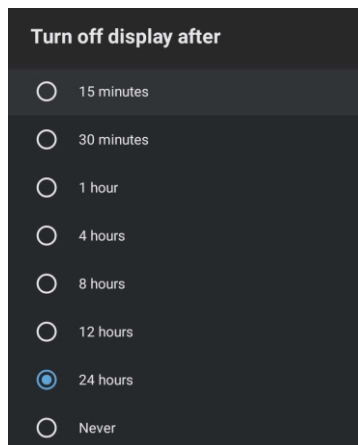 Turn off display after
15 minutes
30 minutes
1 hour
4 hours
8 hours
12 hours
24 hours
Never